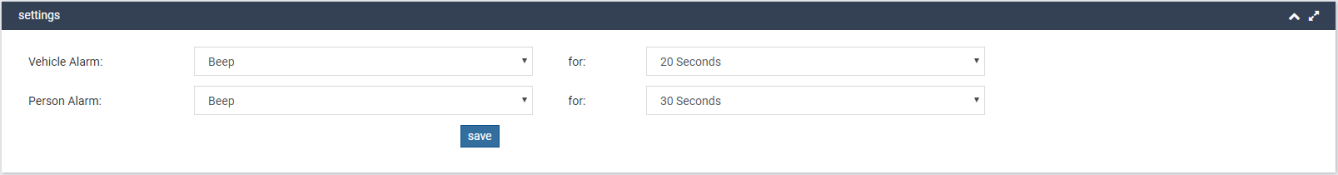 settings
Vehicle Alarm: Beep for: 20 Seconds
Person Alarm: Beep for: 30 Seconds
save